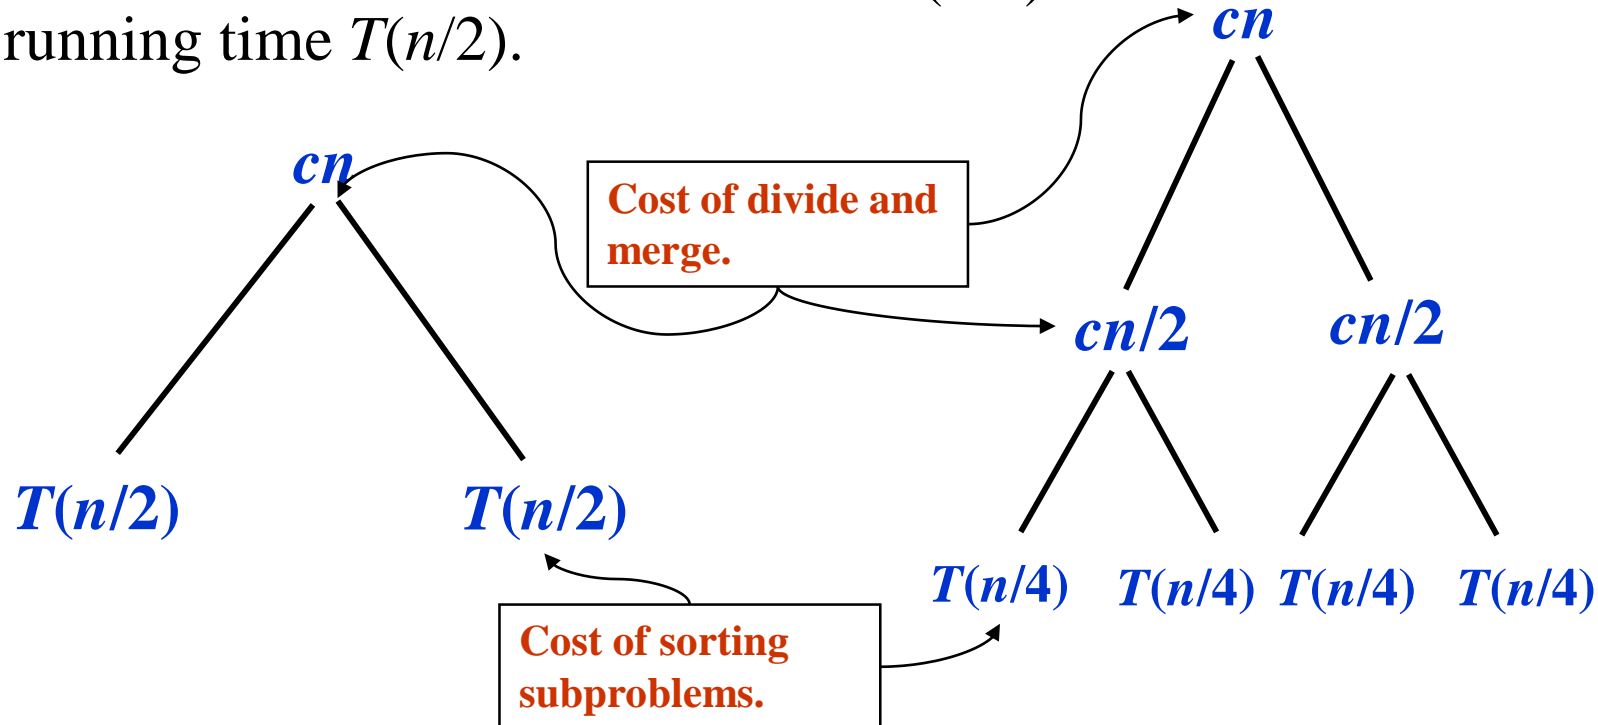 running time T(n/2).
cn
cn
Cost of divide and
merge.
cn/2
cn/2
T(n/2)
T(n/2)
T(n/4)
T(n/4)
T(n/4)
T(n/4)
Cost of sorting
subproblems.